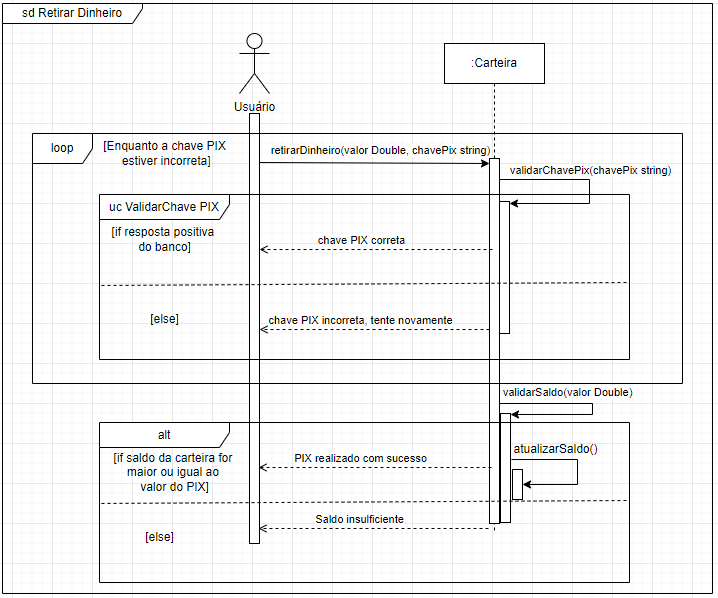 sd Retirar Dinheiro
:Carteira
Usuário
loop
[Enquanto a chave PIX
estiver incorreta]
retirarDinheiro(valor Double, chavePix string)
validarChavePix(chavePix string)
uc ValidarChave PIX
[if resposta positiva
do banco]
chave PIX correta
[else]
chave PIX incorreta, tente novamente
validarSaldo(valor Double)
alt
[if saldo da carteira for
maior ou igual ao
valor do PIX]
PIX realizado com sucesso
atualizarSaldo()
Saldo insuficiente
[else]